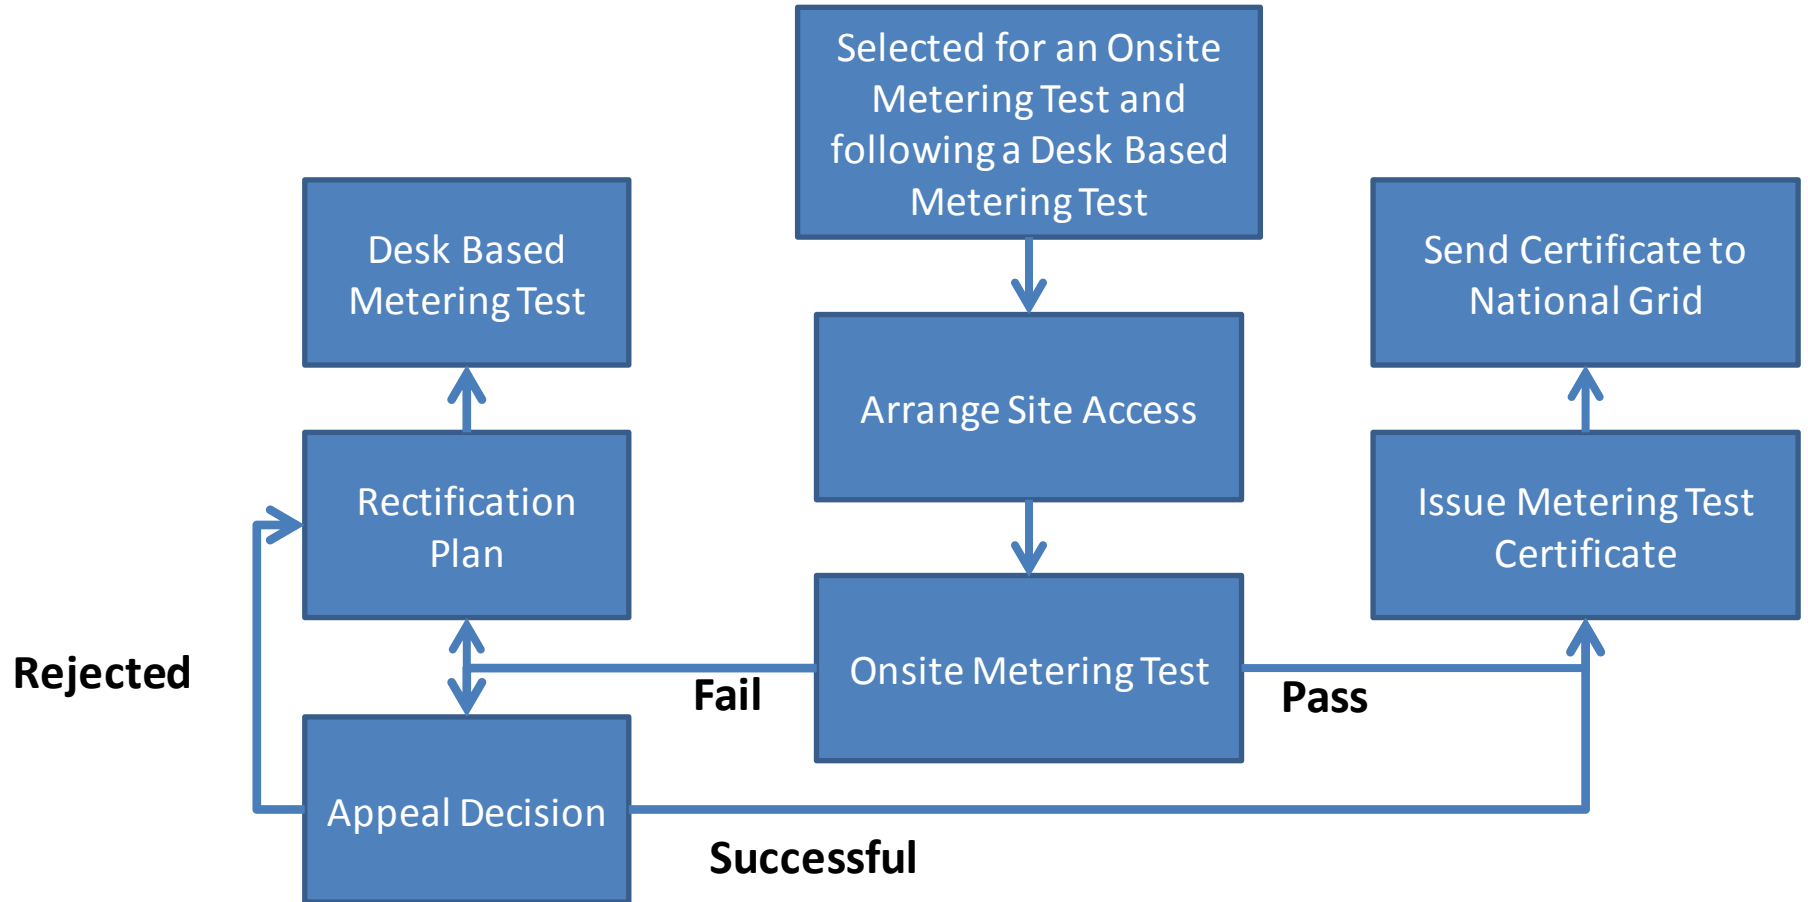 Selected for an Onsite
Metering Test and
following a Desk Based
Metering Test
Desk Based
Metering Test
Send Certificate to
National Grid
Arrange Site Access
Rectification
Plan
Issue Metering Test
Certificate
Rejected
Fail
Onsite Metering Test
Pass
Appeal Decision
Successful